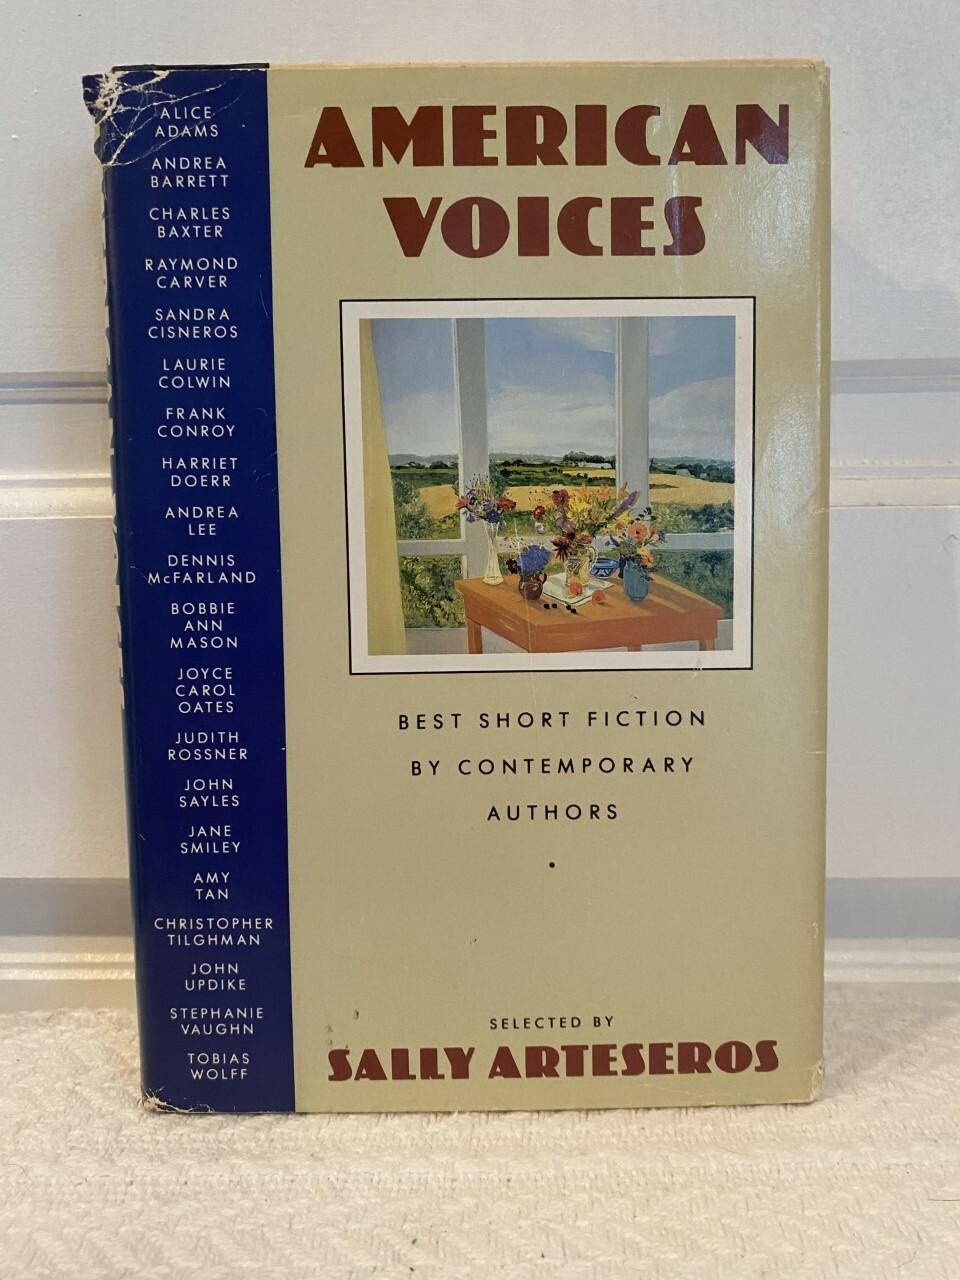 ALICE
ADAMS
ANDREA
BARRETT
CHARLES
BAXTER
RAYMOND
CARVER
SANDRA
CISNEROS
LAURIE
COLWIN
FRANK
CONROY
HARRIET
DOERR
ANDREA
LEE
DENNIS
McFARLAND
BOBBIE
ANN
MASON
JOYCE
CAROL
OATES
JUDITH
ROSSNER
JOHN
SAYLES
JANE
SMILEY
AMY
TAN
CHRISTOPHER
TILGHMAN
JOHN
UPDIKE
STEPHANIE
VAUGHN
TOBIAS
WOLFF
AMERICAN
VOICES
BEST SHORT FICTION
BY CONTEMPORARY
AUTHORS
•
SELECTED BY
SALLY ARTESEROS